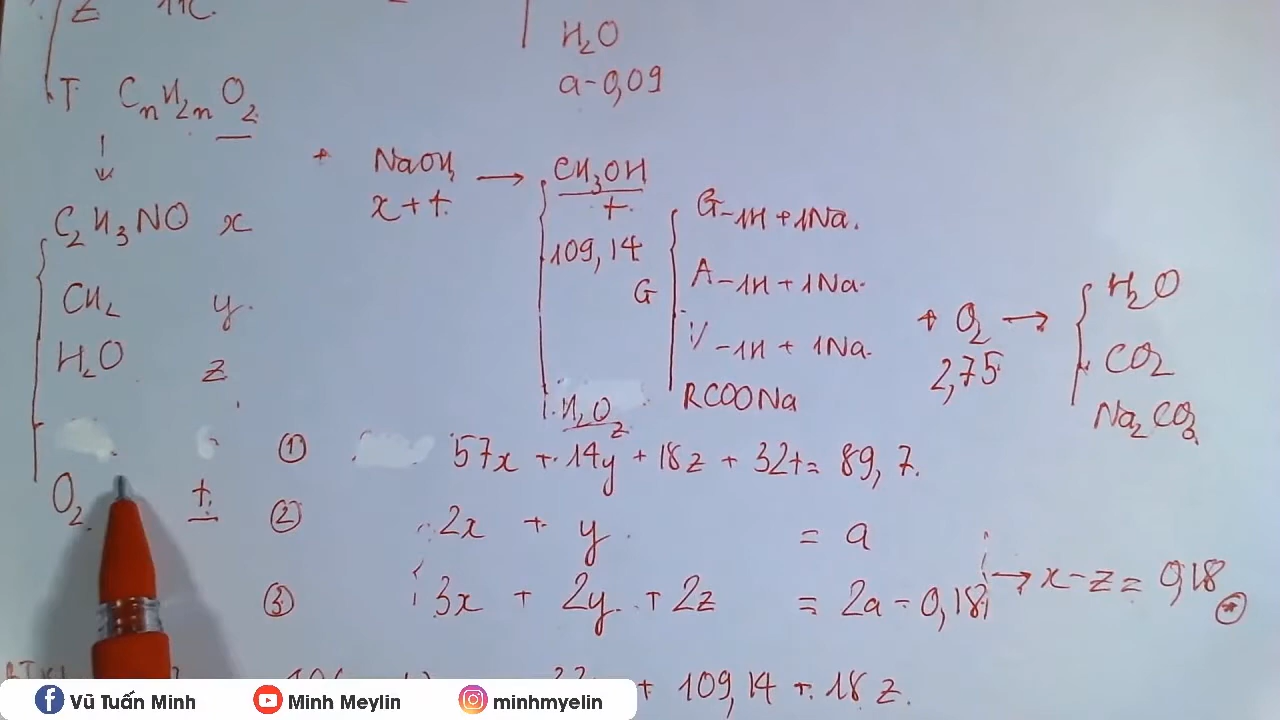 H₂O
a-0,09
T CₙH₂ₙO₂
+ NaOH → CH₃OH
x+t t
C₂H₃NO x
CH₂ y
H₂O z
O₂ t
109,14
G
G-1H + 1Na.
A-1H + 1Na.
V-1H + 1Na.
RCOONa
H₂O
z
+ O₂ →
2,75
H₂O
CO₂
Na₂CO₃
① 57x + 14y + 18z + 32t = 89,7.
② 2x + y = a
③ 3x + 2y + 2z = 2a - 0,18 → x-z = 0,18 (*)
+ 109,14 + 18z.
Vũ Tuấn Minh Minh Meylin minhmyelin